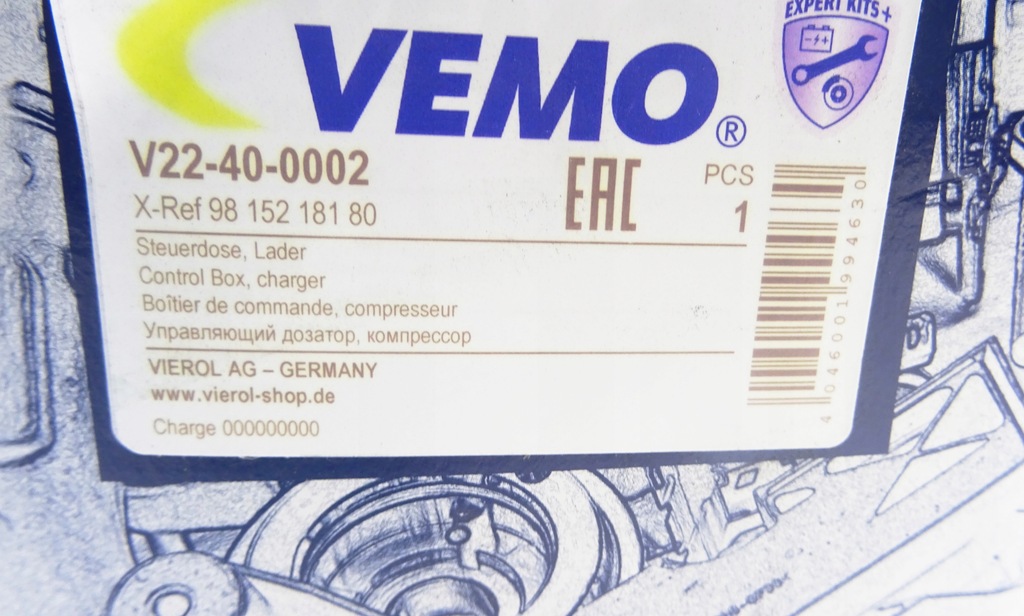 EXPERT KITS+
VEMO®
V22-40-0002
X-Ref 98 152 181 80
EAC
PCS
1
Steuerdose, Lader
Control Box, charger
Boîtier de commande, compresseur
Управляющий дозатор, компрессор
VIEROL AG – GERMANY
www.vierol-shop.de
Charge 000000000
4 046001 994630